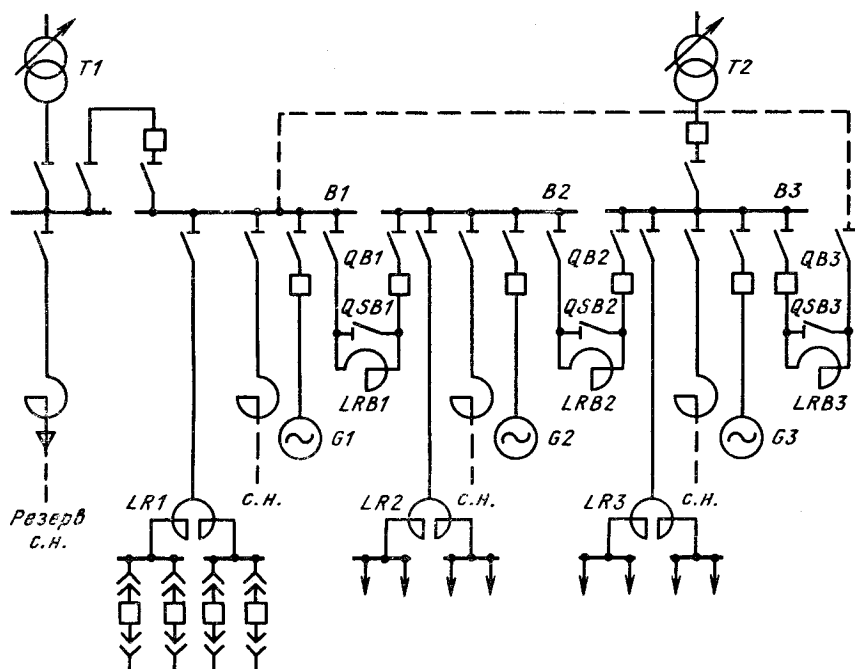 T1
T2
B1
B2
B3
QB1
QB2
QB3
QSB1
QSB2
QSB3
LRB1
LRB2
LRB3
G1
G2
G3
LR1
с.н.
LR2
с.н.
LR3
с.н.
Резерв
с.н.